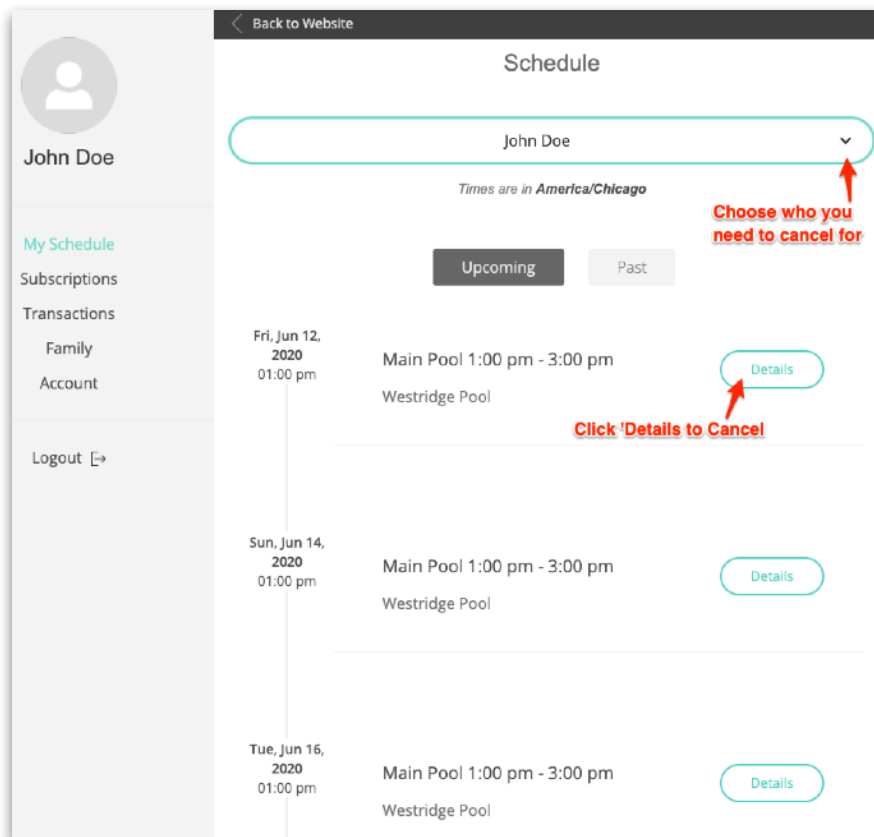 Back to Website
John Doe
My Schedule
Subscriptions
Transactions
Family
Account
Logout
Schedule
John Doe
Times are in America/Chicago
Choose who you
need to cancel for
Upcoming
Past
Fri, Jun 12,
2020
01:00 pm
Main Pool 1:00 pm - 3:00 pm
Westridge Pool
Details
Click 'Details to Cancel
Sun, Jun 14,
2020
01:00 pm
Main Pool 1:00 pm - 3:00 pm
Westridge Pool
Details
Tue, Jun 16,
2020
01:00 pm
Main Pool 1:00 pm - 3:00 pm
Westridge Pool
Details